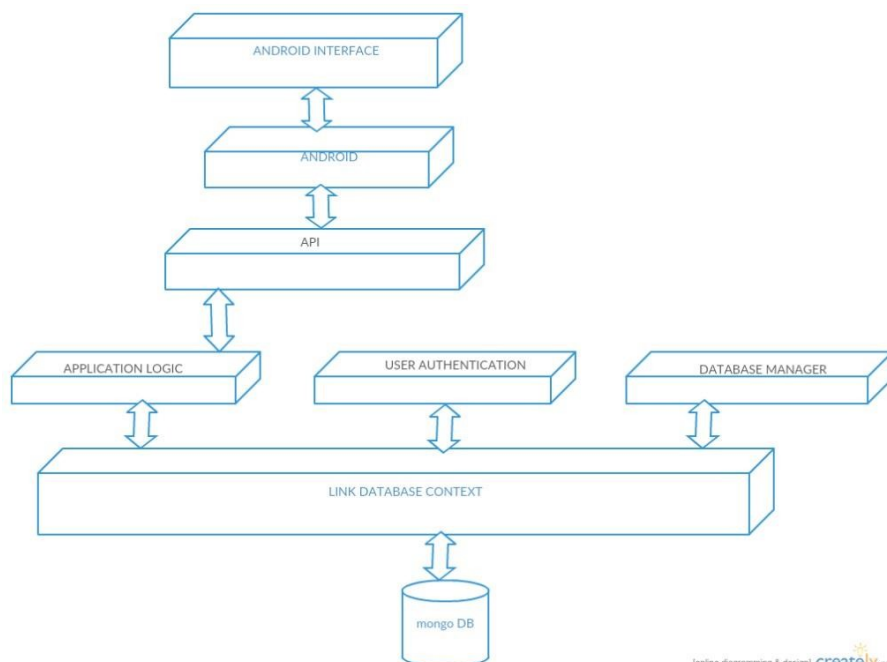 ANDROID INTERFACE
ANDROID
API
APPLICATION LOGIC
USER AUTHENTICATION
DATABASE MANAGER
LINK DATABASE CONTEXT
mongo DB
creately